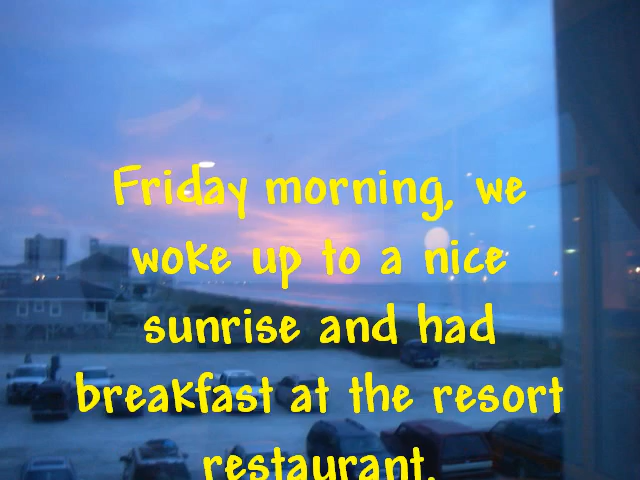 Friday morning, we
woke up to a nice
sunrise and had
breakfast at the resort
restaurant.